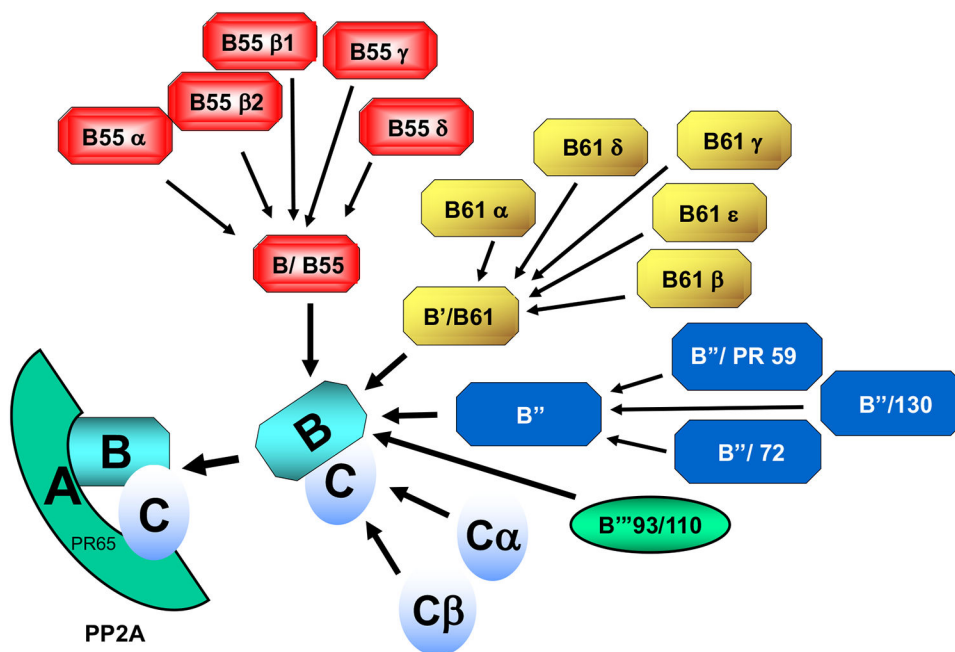 B55 β1
B55 γ
B55 β2
B55 α
B55 δ
B61 δ
B61 γ
B61 α
B61 ε
B/ B55
B61 β
B’/B61
B”/ PR 59
B”
B”/130
B
B”/ 72
A
B
C
C
B’”93/110
Cα
PR65
Cβ
PP2A